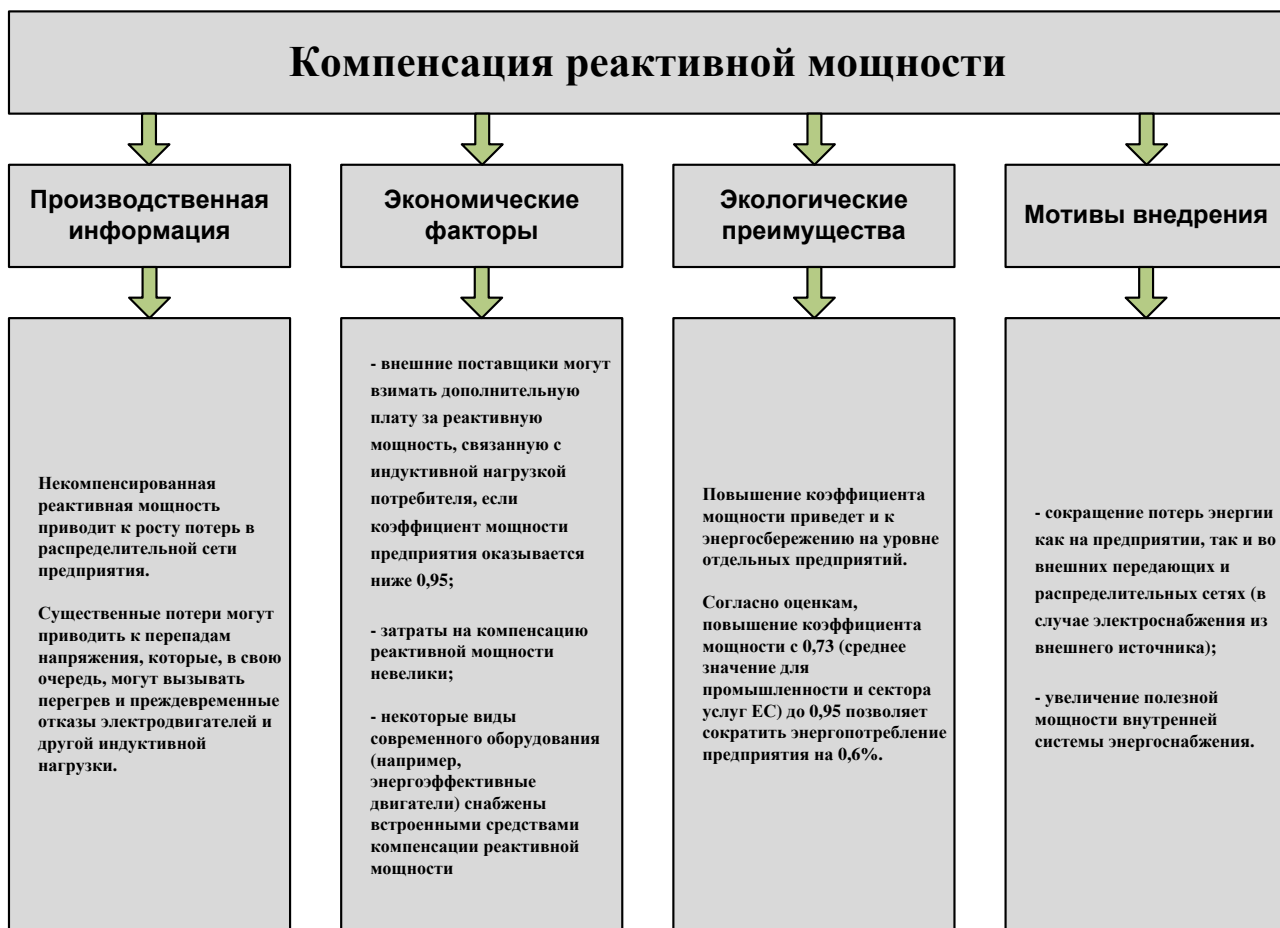 Компенсация реактивной мощности
Производственная
информация
Экономические
факторы
Экологические
преимущества
Мотивы внедрения
Некомпенсированная
реактивная мощность
приводит к росту потерь в
распределительной сети
предприятия.
Существенные потери могут
приводить к перепадам
напряжения, которые, в свою
очередь, могут вызывать
перегрев и преждевременные
отказы электродвигателей и
другой индуктивной
нагрузки.
- внешние поставщики могут
взимать дополнительную
плату за реактивную
мощность, связанную с
индуктивной нагрузкой
потребителя, если
коэффициент мощности
предприятия оказывается
ниже 0,95;
- затраты на компенсацию
реактивной мощности
невелики;
- некоторые виды
современного оборудования
(например,
энергоэффективные
двигатели) снабжены
встроенными средствами
компенсации реактивной
мощности
Повышение коэффициента
мощности приведет и к
энергосбережению на уровне
отдельных предприятий.
Согласно оценкам,
повышение коэффициента
мощности с 0,73 (среднее
значение для
промышленности и сектора
услуг ЕС) до 0,95 позволяет
сократить энергопотребление
предприятия на 0,6%.
- сокращение потерь энергии
как на предприятии, так и во
внешних передающих и
распределительных сетях (в
случае электроснабжения из
внешнего источника);
- увеличение полезной
мощности внутренней
системы энергоснабжения.